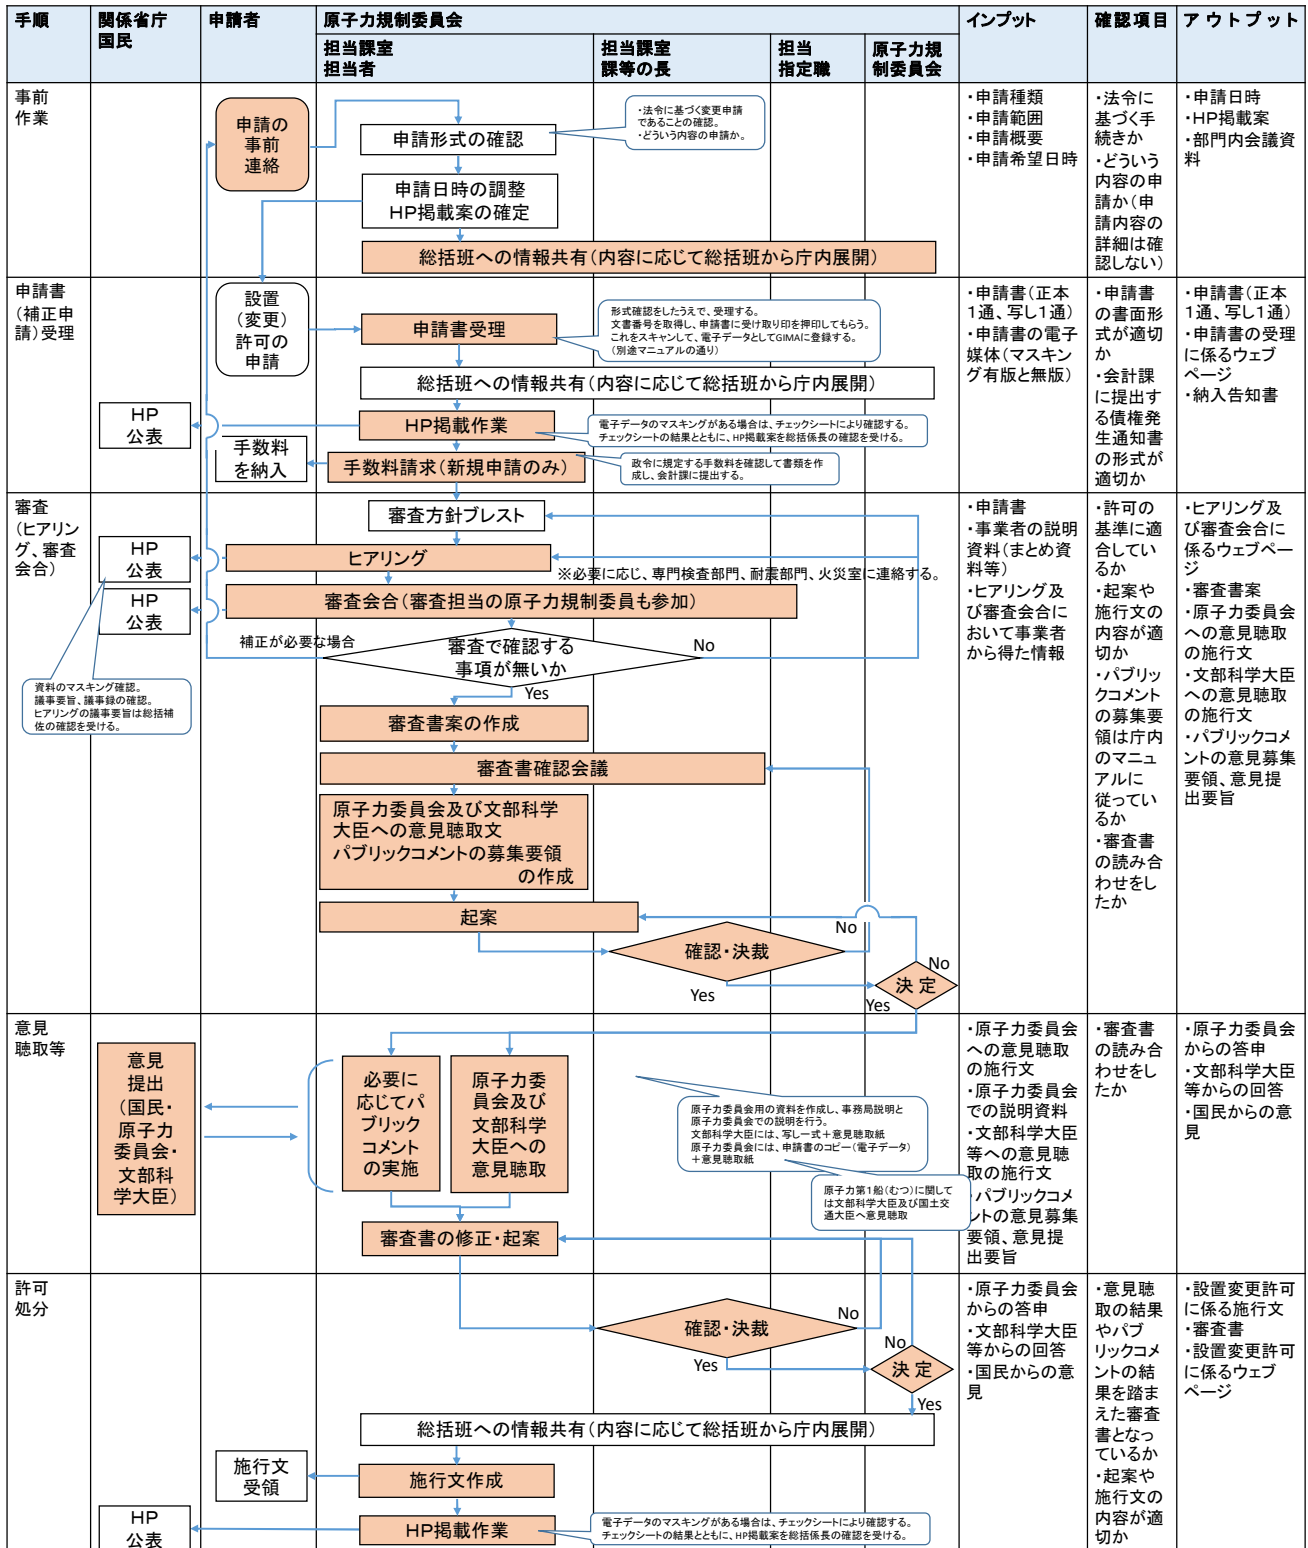 手順
関係省庁
国民
申請者
原子力規制委員会
担当課室
担当者
担当課室
課等の長
担当
指定職
原子力規
制委員会
インプット
確認項目
アウトプット
事前
作業
申請の
事前
連絡
申請形式の確認
・法令に基づく変更申請
であることの確認。
・どういう内容の申請か。
申請日時の調整
HP掲載案の確定
総括班への情報共有(内容に応じて総括班から庁内展開)
・申請種類
・申請範囲
・申請概要
・申請希望日時
・法令に
基づく手
続きか
・どういう
内容の申
請か(申
請内容の
詳細は確
認しない)
・申請日時
・HP掲載案
・部門内会議資
料
申請書
(補正申
請)受理
設置
(変更)
許可の
申請
申請書受理
形式確認をしたうえで、受理する。
文書番号を取得し、申請書に受け取り印を押印してもらう。
これをスキャンして、電子データとしてGIMAに登録する。
(別途マニュアルの通り)
総括班への情報共有(内容に応じて総括班から庁内展開)
HP
公表
HP掲載作業
電子データのマスキングがある場合は、チェックシートにより確認する。
チェックシートの結果とともに、HP掲載案を総括係長の確認を受ける。
手数料
を納入
手数料請求(新規申請のみ)
政令に規定する手数料を確認して書類を作
成し、会計課に提出する。
・申請書(正本
1通、写し1通)
・申請書の電子
媒体(マスキン
グ有版と無版)
・申請書
の書面形
式が適切
か
・会計課
に提出す
る債権発
生通知書
の形式が
適切か
・申請書(正本
1通、写し1通)
・申請書の受理
に係るウェブ
ページ
・納入告知書
審査
(ヒアリン
グ、審査
会合)
審査方針ブレスト
HP
公表
ヒアリング
※必要に応じ、専門検査部門、耐震部門、火災室に連絡する。
HP
公表
審査会合(審査担当の原子力規制委員も参加)
補正が必要な場合
審査で確認する
事項が無いか
No
Yes
資料のマスキング確認。
議事要旨、議事録の確認。
ヒアリングの議事要旨は総括補
佐の確認を受ける。
審査書案の作成
審査書確認会議
原子力委員会及び文部科学
大臣への意見聴取文
パブリックコメントの募集要領
の作成
起案
確認・決裁
No
Yes
決定
No
Yes
・申請書
・事業者の説明
資料(まとめ資
料等)
・ヒアリング及
び審査会合に
おいて事業者
から得た情報
・許可の
基準に適
合してい
るか
・起案や
施行文の
内容が適
切か
・パブリッ
クコメント
の募集要
領は庁内
のマニュ
アルに
従ってい
るか
・審査書
の読み合
わせをし
たか
・ヒアリング及
び審査会合に
係るウェブペー
ジ
・審査書案
・原子力委員会
への意見聴取
の施行文
・文部科学大臣
への意見聴取
の施行文
・パブリックコメ
ントの意見募集
要領、意見提
出要旨
意見
聴取等
意見
提出
(国民・
原子力
委員会・
文部科
学大臣)
必要に
応じてパ
ブリック
コメント
の実施
原子力委
員会及び
文部科学
大臣への
意見聴取
原子力委員会用の資料を作成し、事務局説明と
原子力委員会での説明を行う。
文部科学大臣には、写し一式+意見聴取紙
原子力委員会には、申請書のコピー(電子データ)
+意見聴取紙
原子力第1船(むつ)に関して
は文部科学大臣及び国土交
通大臣へ意見聴取
審査書の修正・起案
・原子力委員会
への意見聴取
の施行文
・原子力委員会
での説明資料
・文部科学大臣
等への意見聴
取の施行文
・パブリックコメ
ントの意見募集
要領、意見提
出要旨
・審査書
の読み合
わせをし
たか
・原子力委員会
からの答申
・文部科学大臣
等からの回答
・国民からの意
見
許可
処分
確認・決裁
No
Yes
決定
No
Yes
総括班への情報共有(内容に応じて総括班から庁内展開)
施行文
受領
施行文作成
HP
公表
HP掲載作業
電子データのマスキングがある場合は、チェックシートにより確認する。
チェックシートの結果とともに、HP掲載案を総括係長の確認を受ける。
・原子力委員会
からの答申
・文部科学大臣
等からの回答
・国民からの意
見
・意見聴
取の結果
やパブ
リックコメ
ントの結
果を踏ま
えた審査
書となっ
ているか
・起案や
施行文の
内容が適
切か
・設置変更許可
に係る施行文
・審査書
・設置変更許可
に係るウェブ
ページ